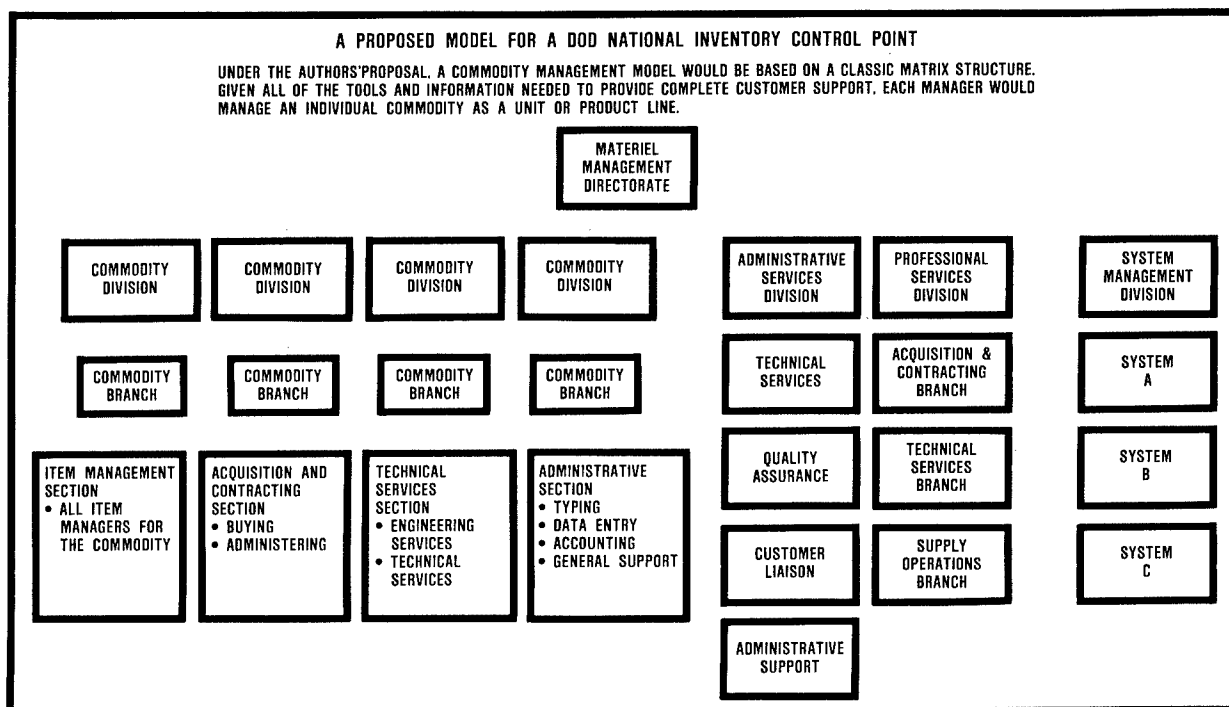 A PROPOSED MODEL FOR A DOD NATIONAL INVENTORY CONTROL POINT
UNDER THE AUTHORS'PROPOSAL, A COMMODITY MANAGEMENT MODEL WOULD BE BASED ON A CLASSIC MATRIX STRUCTURE.
GIVEN ALL OF THE TOOLS AND INFORMATION NEEDED TO PROVIDE COMPLETE CUSTOMER SUPPORT, EACH MANAGER WOULD
MANAGE AN INDIVIDUAL COMMODITY AS A UNIT OR PRODUCT LINE.
MATERIEL
MANAGEMENT
DIRECTORATE
COMMODITY
DIVISION
COMMODITY
DIVISION
COMMODITY
DIVISION
COMMODITY
DIVISION
ADMINISTRATIVE
SERVICES
DIVISION
PROFESSIONAL
SERVICES
DIVISION
SYSTEM
MANAGEMENT
DIVISION
COMMODITY
BRANCH
COMMODITY
BRANCH
COMMODITY
BRANCH
COMMODITY
BRANCH
TECHNICAL
SERVICES
ACQUISITION &
CONTRACTING
BRANCH
SYSTEM
A
ITEM MANAGEMENT
SECTION
• ALL ITEM
MANAGERS FOR
THE COMMODITY
ACQUISITION AND
CONTRACTING
SECTION
• BUYING
• ADMINISTERING
TECHNICAL
SERVICES
SECTION
• ENGINEERING
SERVICES
• TECHNICAL
SERVICES
ADMINISTRATIVE
SECTION
• TYPING
• DATA ENTRY
• ACCOUNTING
• GENERAL SUPPORT
QUALITY
ASSURANCE
TECHNICAL
SERVICES
BRANCH
SYSTEM
B
CUSTOMER
LIAISON
SUPPLY
OPERATIONS
BRANCH
SYSTEM
C
ADMINISTRATIVE
SUPPORT